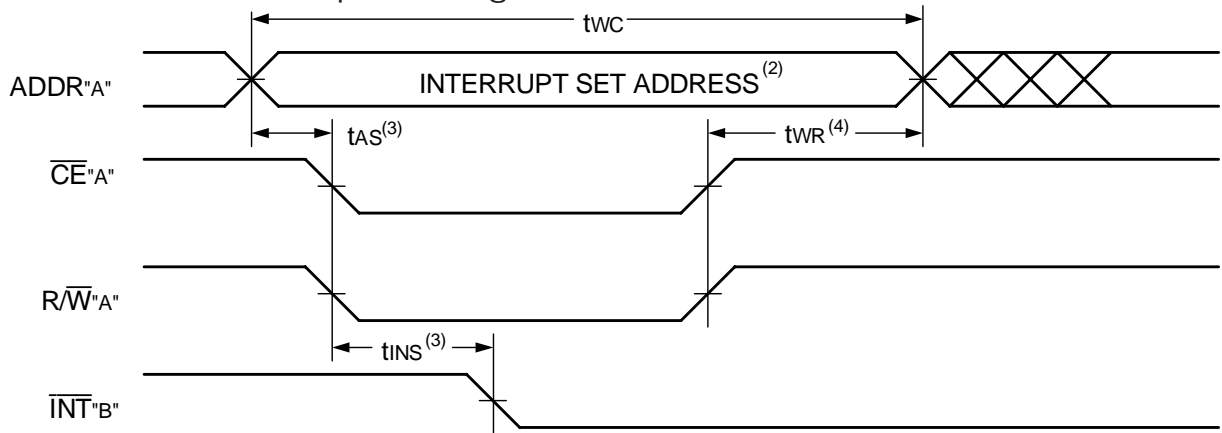 tWC
ADDR"A"
INTERRUPT SET ADDRESS(2)
tAS(3)
tWR(4)
CE"A"
R/W"A"
tINS(3)
INT"B"